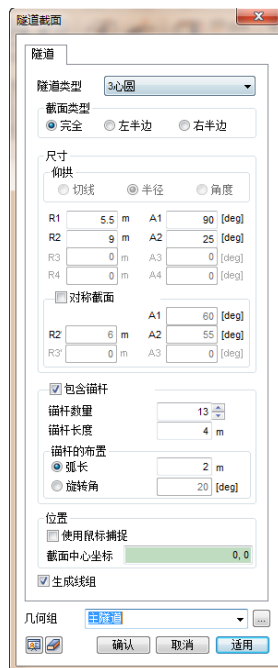 隧道截面
隧道
隧道类型 3心圆
截面类型
完全 左半边 右半边
尺寸
仰拱
切线 半径 角度
R1 5.5 m A1 90 [deg]
R2 9 m A2 25 [deg]
R3 0 m A3 0 [deg]
R4 0 m A4 0 [deg]
对称截面
A1 60 [deg]
R2' 6 m A2 55 [deg]
R3' 0 m A3 0 [deg]
包含锚杆
锚杆数量 13
锚杆长度 4 m
锚杆的布置
弧长 2 m
旋转角 20 [deg]
位置
使用鼠标捕捉
截面中心坐标 0, 0
生成线组
几何组 主隧道 ...
确认 取消 适用